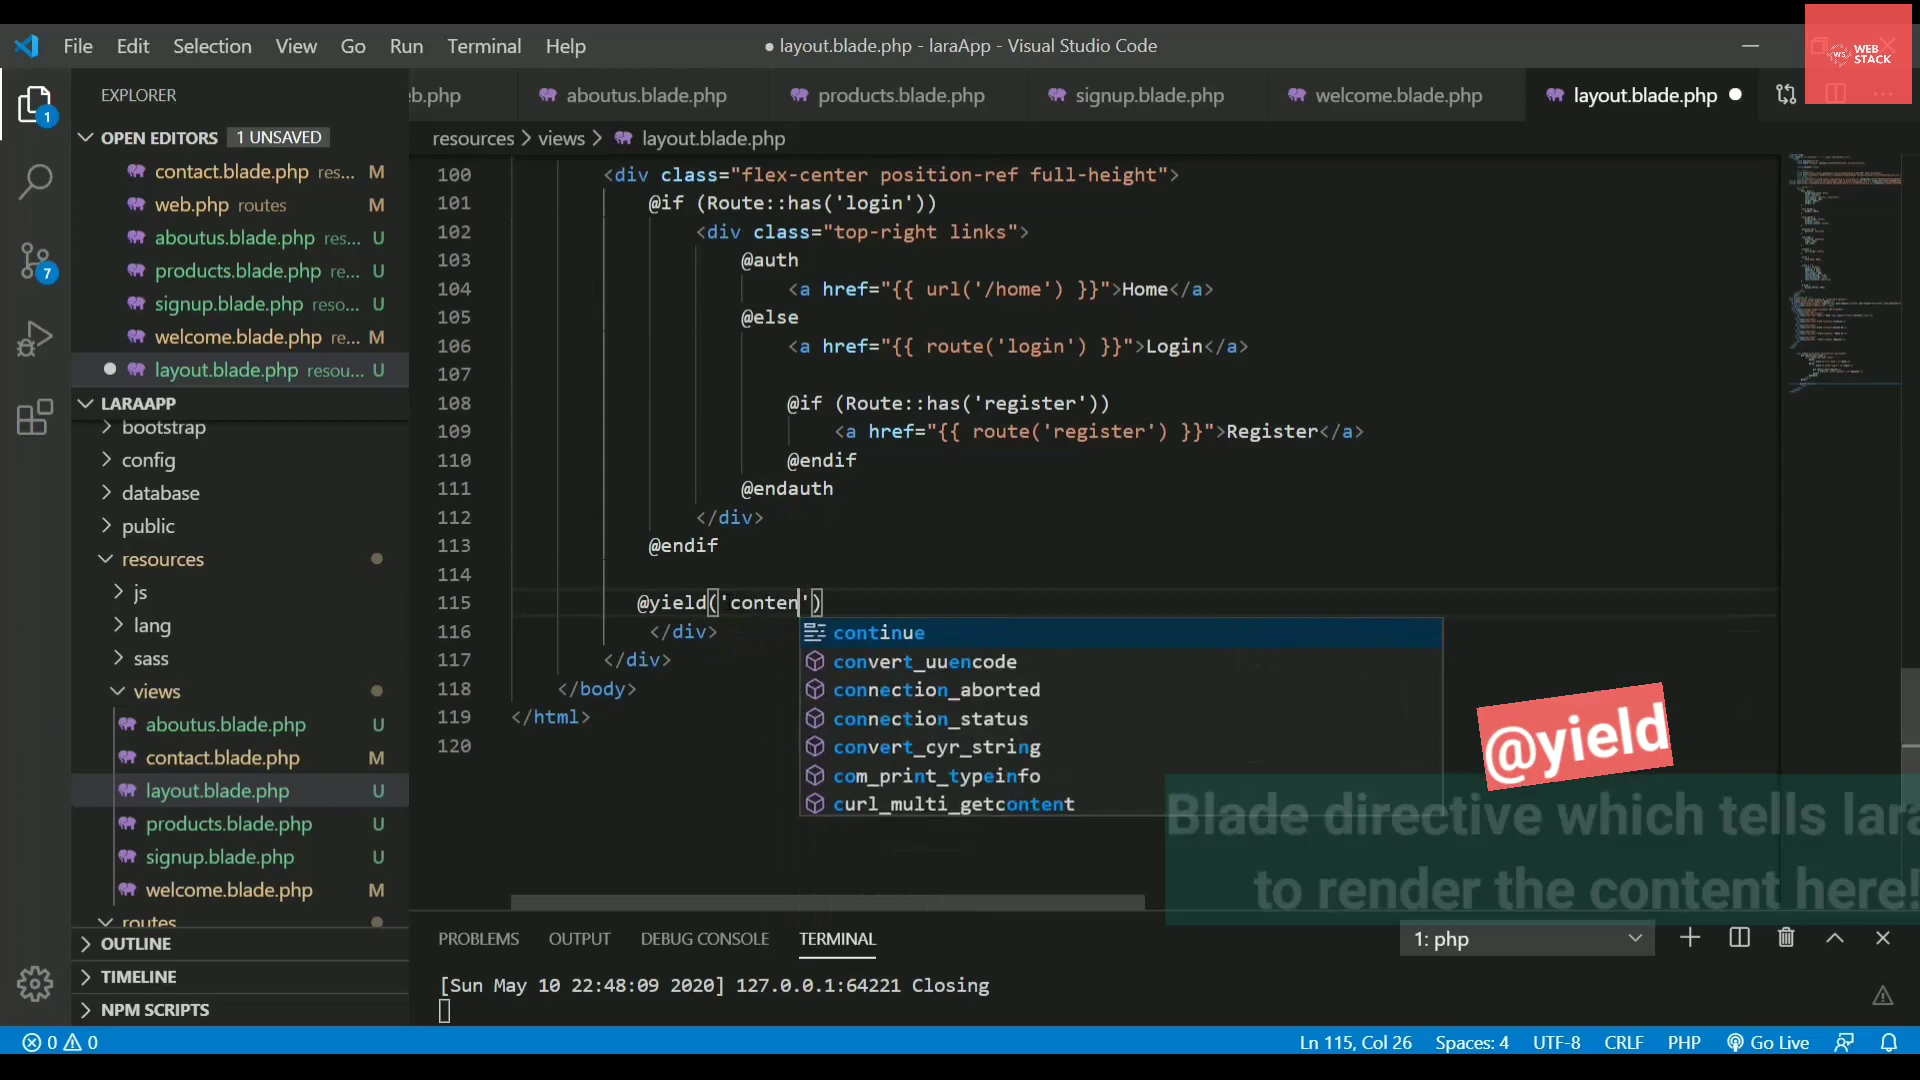 File Edit Selection View Go Run Terminal Help
● layout.blade.php - laraApp - Visual Studio Code
WS WEB STACK
EXPLORER
OPEN EDITORS 1 UNSAVED
contact.blade.php res... M
web.php routes M
aboutus.blade.php res... U
products.blade.php re... U
signup.blade.php reso... U
welcome.blade.php re... M
layout.blade.php resou... U
LARAAPP
bootstrap
config
database
public
resources
js
lang
sass
views
aboutus.blade.php U
contact.blade.php M
layout.blade.php U
products.blade.php U
signup.blade.php U
welcome.blade.php M
routes
OUTLINE
TIMELINE
NPM SCRIPTS
1
7
b.php aboutus.blade.php products.blade.php signup.blade.php welcome.blade.php layout.blade.php
resources > views > layout.blade.php
100 <div class="flex-center position-ref full-height">
101 @if (Route::has('login'))
102 <div class="top-right links">
103 @auth
104 <a href="{{ url('/home') }}">Home</a>
105 @else
106 <a href="{{ route('login') }}">Login</a>
107
108 @if (Route::has('register'))
109 <a href="{{ route('register') }}">Register</a>
110 @endif
111 @endauth
112 </div>
113 @endif
114
115 @yield('conten')
116 </div>
117 </div>
118 </body>
119 </html>
120
continue
convert_uuencode
connection_aborted
connection_status
convert_cyr_string
com_print_typeinfo
curl_multi_getcontent
@yield
Blade directive which tells lara
to render the content here!
PROBLEMS OUTPUT DEBUG CONSOLE TERMINAL 1: php
[Sun May 10 22:48:09 2020] 127.0.0.1:64221 Closing
0 0 Ln 115, Col 26 Spaces: 4 UTF-8 CRLF PHP Go Live